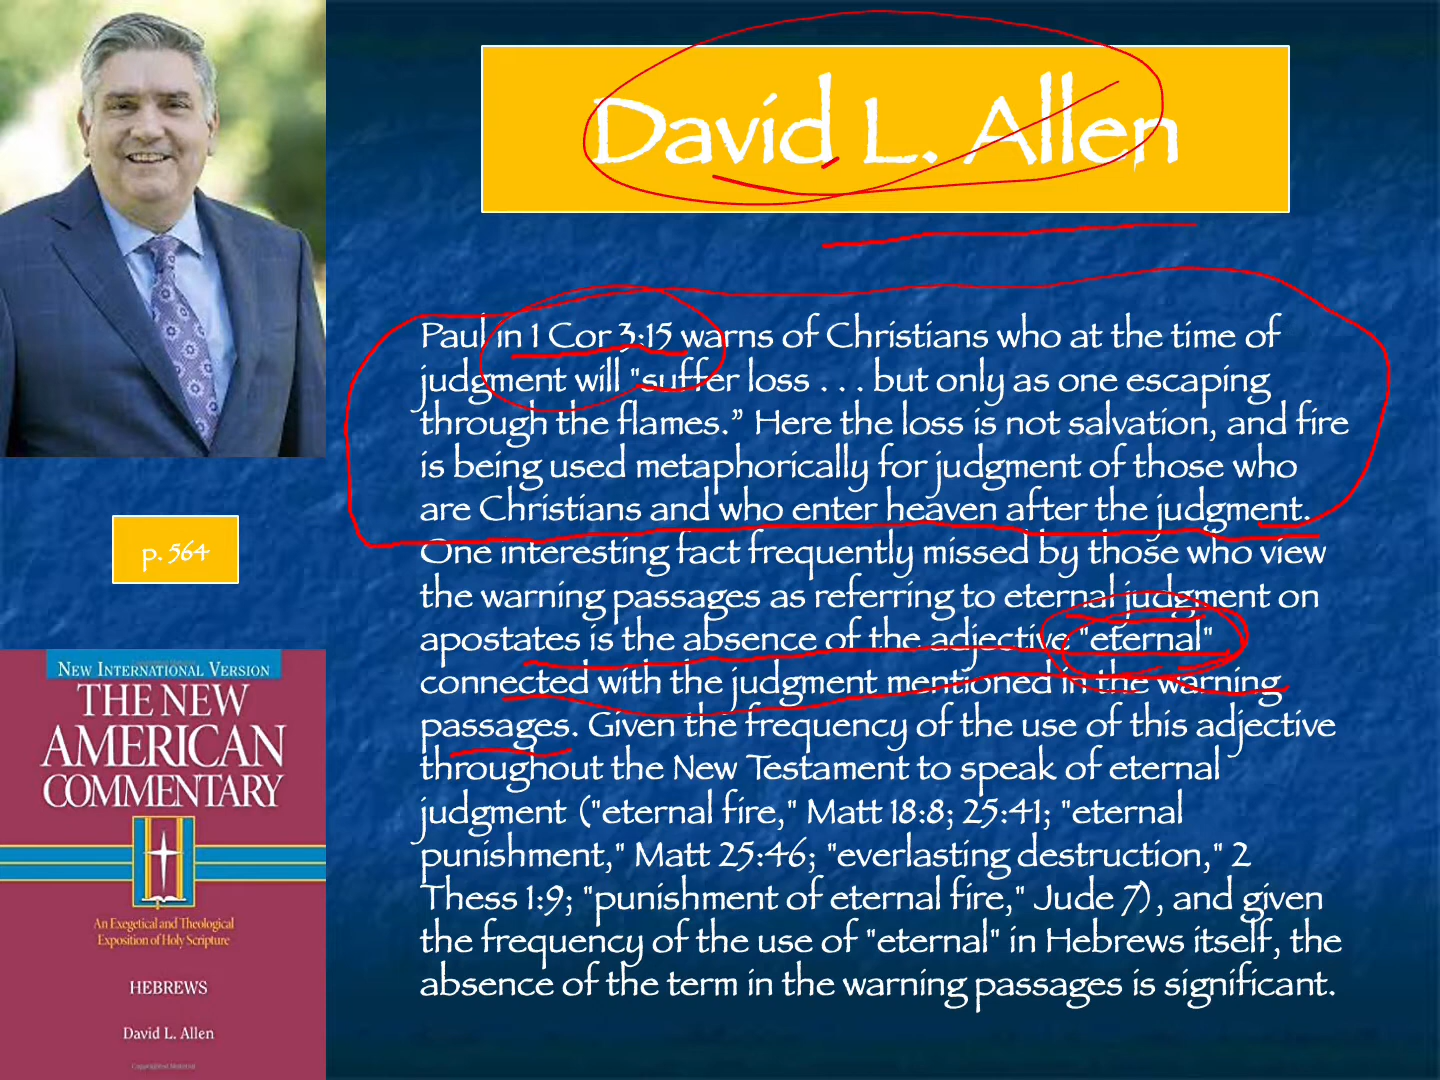 David L. Allen
Paul in 1 Cor 3:15 warns of Christians who at the time of
judgment will "suffer loss . . . but only as one escaping
through the flames.” Here the loss is not salvation, and fire
is being used metaphorically for judgment of those who
are Christians and who enter heaven after the judgment.
One interesting fact frequently missed by those who view
the warning passages as referring to eternal judgment on
apostates is the absence of the adjective "eternal"
connected with the judgment mentioned in the warning
passages. Given the frequency of the use of this adjective
throughout the New Testament to speak of eternal
judgment ("eternal fire," Matt 18:8; 25:41; "eternal
punishment," Matt 25:46; "everlasting destruction," 2
Thess 1:9; "punishment of eternal fire," Jude 7), and given
the frequency of the use of "eternal" in Hebrews itself, the
absence of the term in the warning passages is significant.
p. 564
NEW INTERNATIONAL VERSION
THE NEW
AMERICAN
COMMENTARY
An Exegetical and Theological
Exposition of Holy Scripture
HEBREWS
David L. Allen
Copyrighted Material